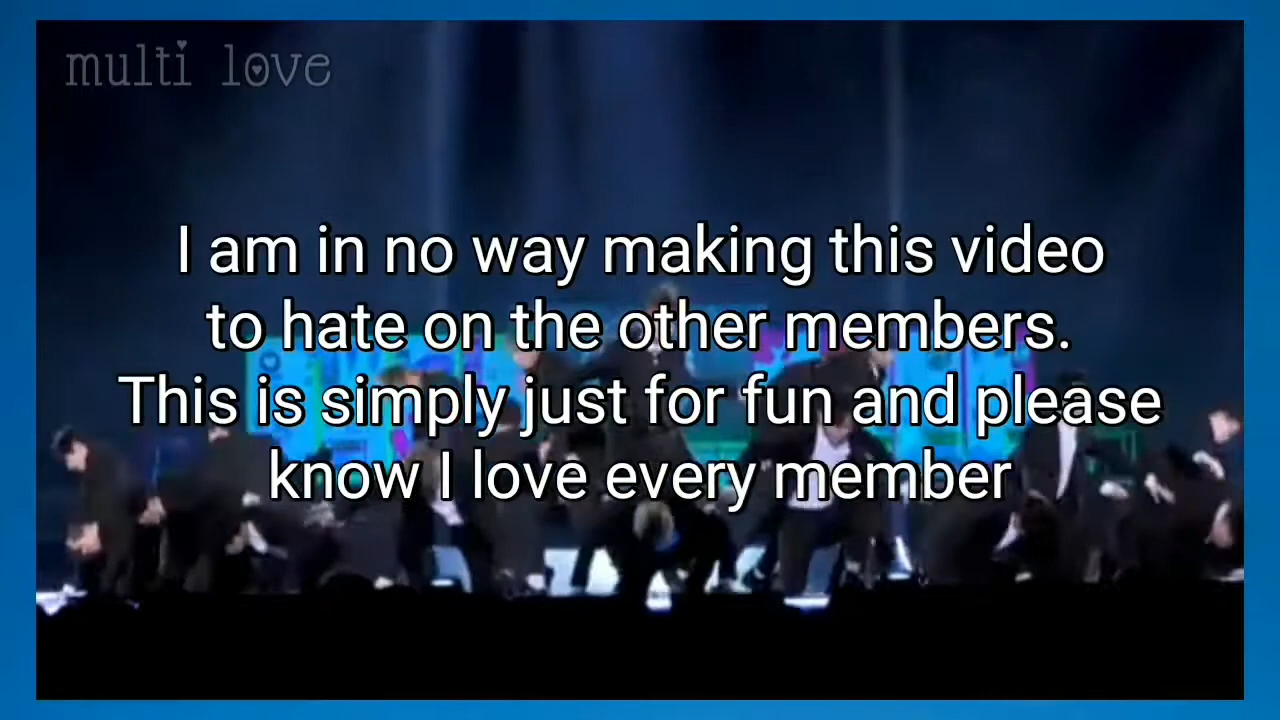 multi love
I am in no way making this video
to hate on the other members.
This is simply just for fun and please
know I love every member